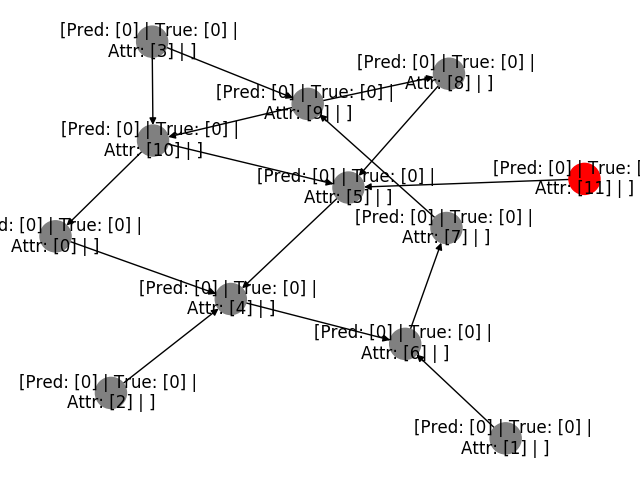 [Pred: [0] | True: [0] |
Attr: [3] | ]
[Pred: [0] | True: [0] |
Attr: [8] | ]
[Pred: [0] | True: [0] |
Attr: [9] | ]
[Pred: [0] | True: [0] |
Attr: [10] | ]
[Pred: [0] | True: [
Attr: [11] | ]
[Pred: [0] | True: [0] |
Attr: [5] | ]
[Pred: [0] | True: [0] |
Attr: [7] | ]
d: [0] | True: [0] |
Attr: [0] | ]
[Pred: [0] | True: [0] |
Attr: [4] | ]
[Pred: [0] | True: [0] |
Attr: [6] | ]
[Pred: [0] | True: [0] |
Attr: [2] | ]
[Pred: [0] | True: [0] |
Attr: [1] | ]